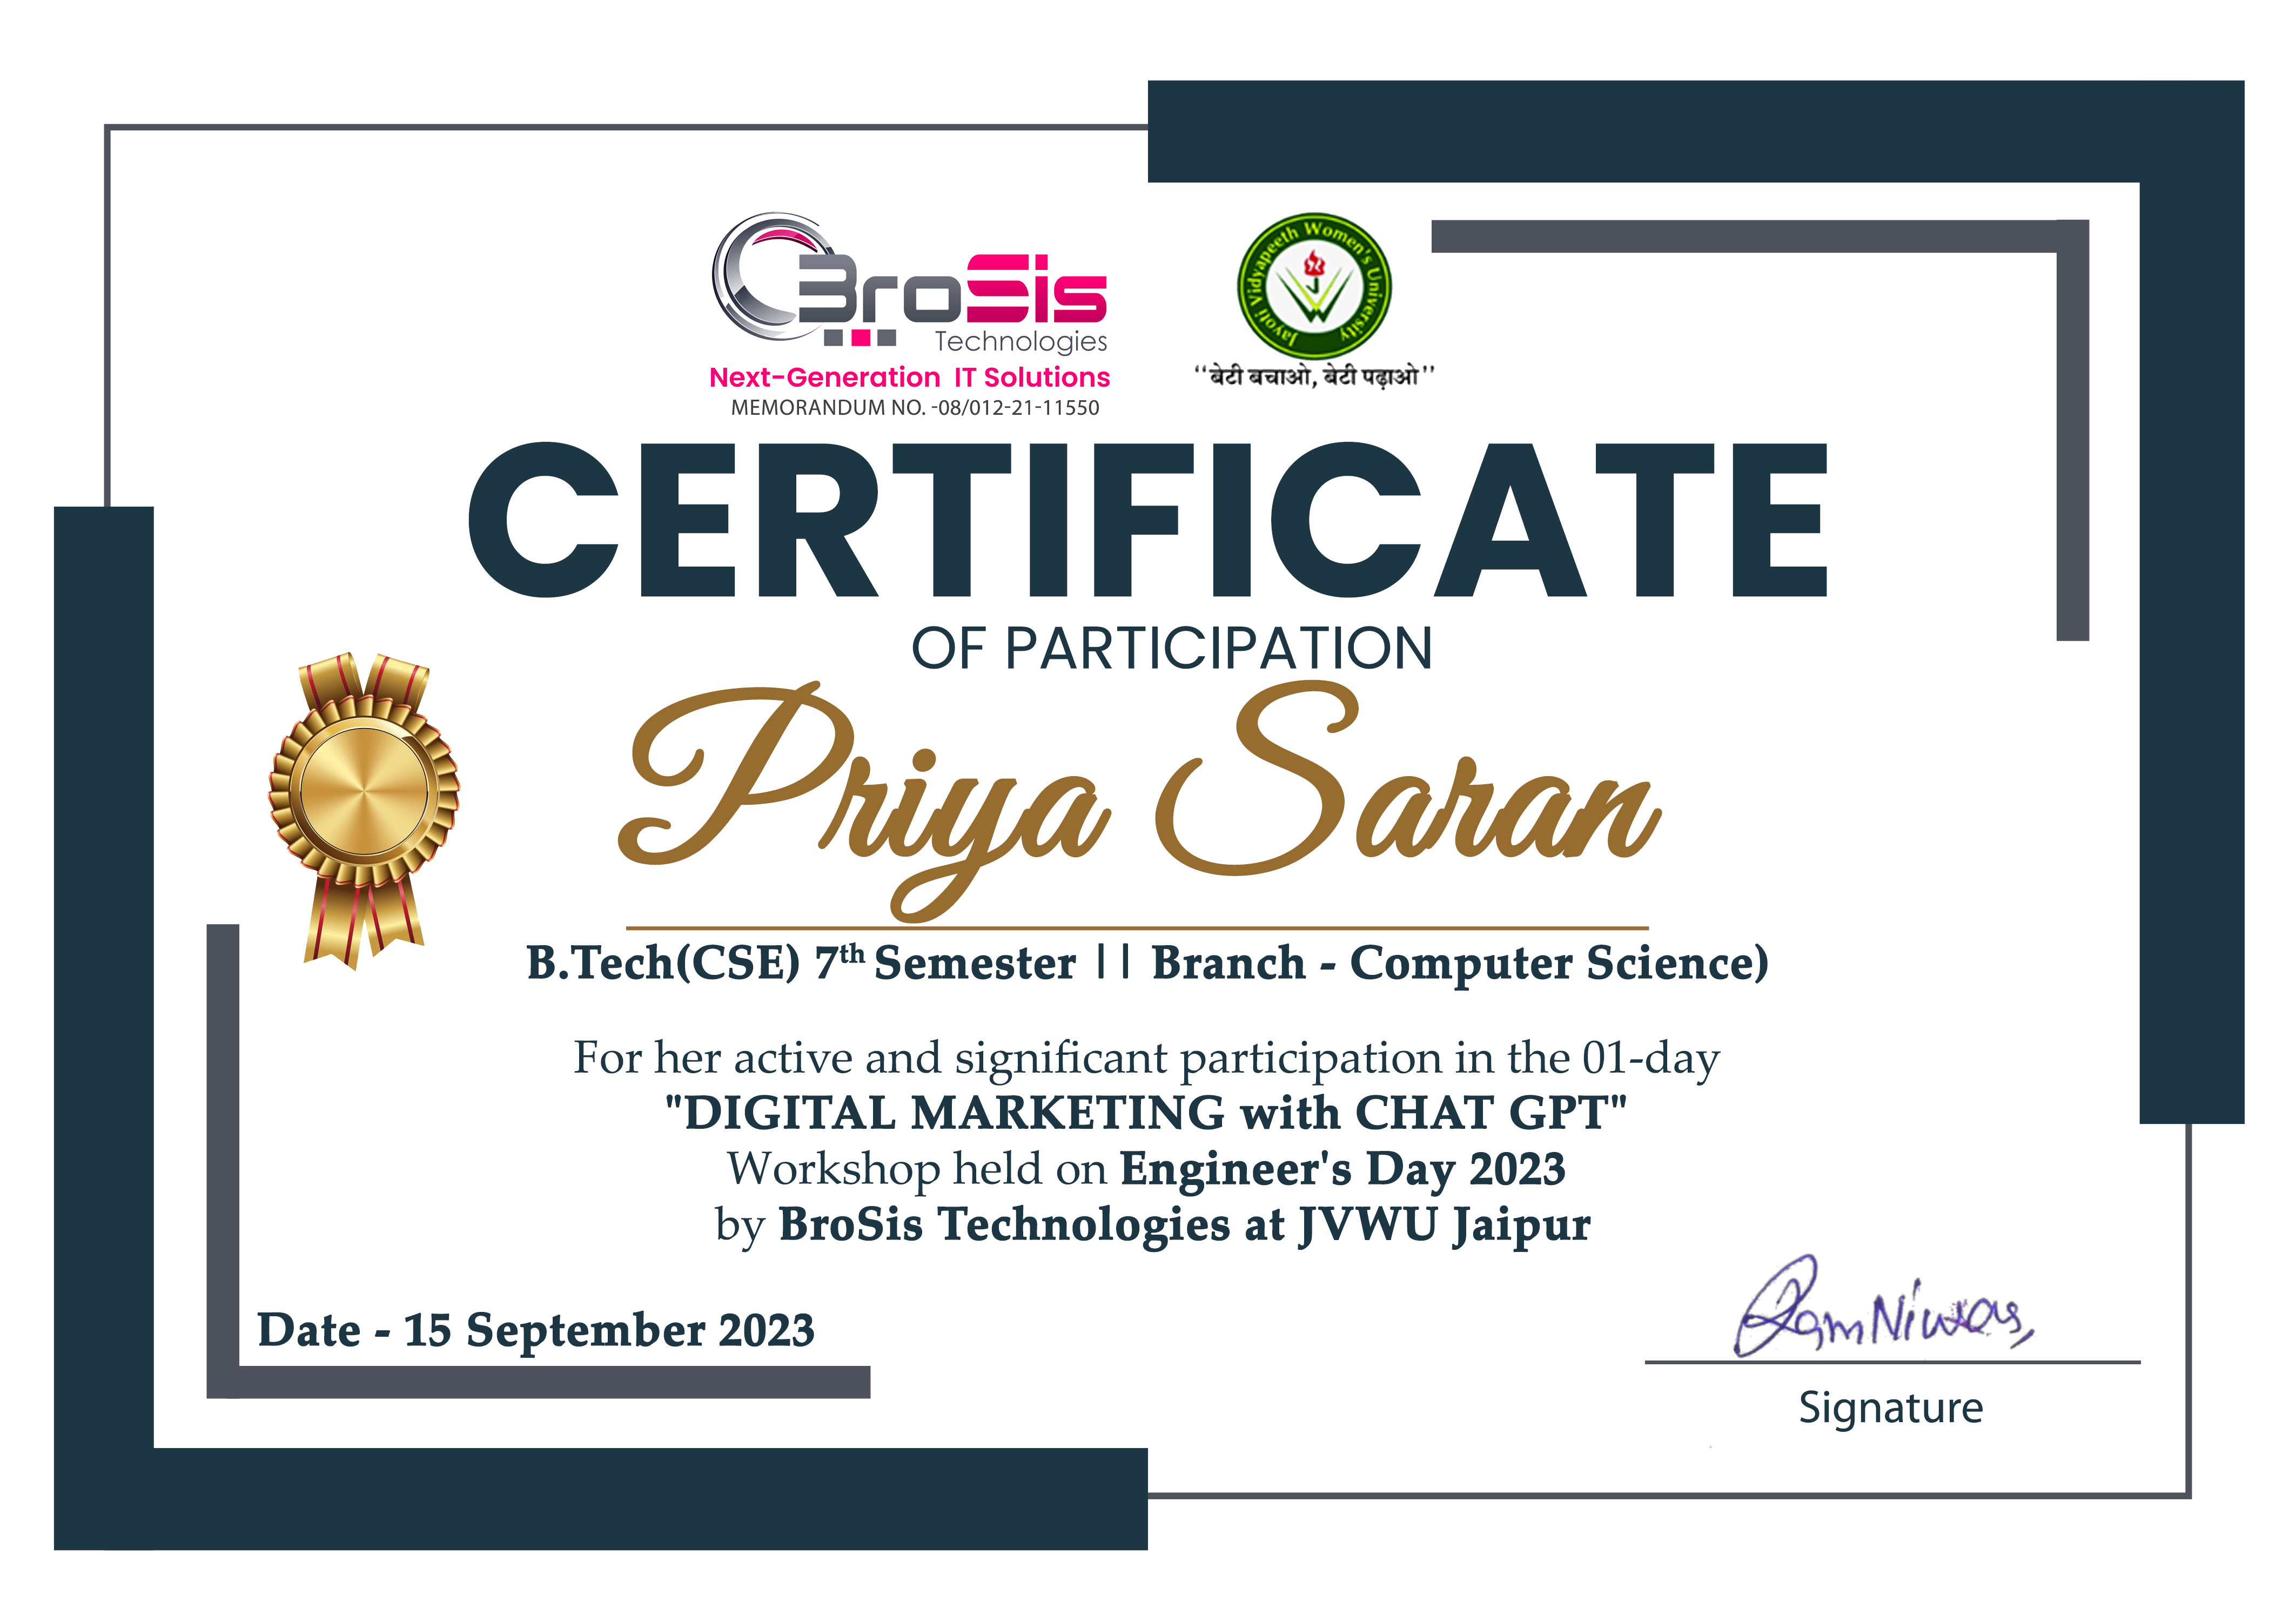 BroSis
Technologies
Next-Generation IT Solutions
MEMORANDUM NO. -08/012-21-11550
Jayoti Vidyapeeth Women's University
JVW
‘‘बेटी बचाओ, बेटी पढ़ाओ’’
CERTIFICATE
OF PARTICIPATION
Priya Saran
B.Tech(CSE) 7th Semester || Branch - Computer Science)
For her active and significant participation in the 01-day
"DIGITAL MARKETING with CHAT GPT"
Workshop held on Engineer's Day 2023
by BroSis Technologies at JVWU Jaipur
Date - 15 September 2023
RamNiwas,
Signature